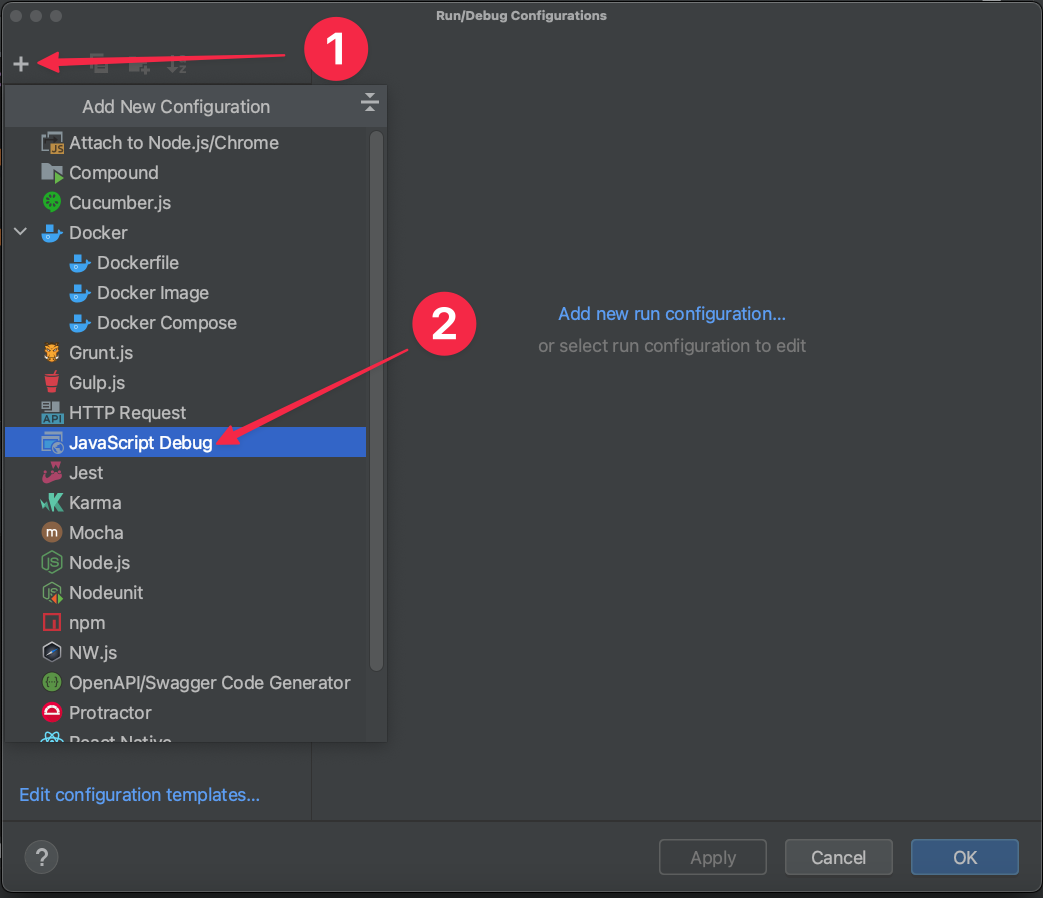 Run/Debug Configurations
1
Add New Configuration
Attach to Node.js/Chrome
Compound
Cucumber.js
Docker
Dockerfile
Docker Image
Docker Compose
Grunt.js
Gulp.js
HTTP Request
JavaScript Debug
Jest
Karma
Mocha
Node.js
Nodeunit
npm
NW.js
OpenAPI/Swagger Code Generator
Protractor
React Native
2
Add new run configuration...
or select run configuration to edit
Edit configuration templates...
?
Apply
Cancel
OK